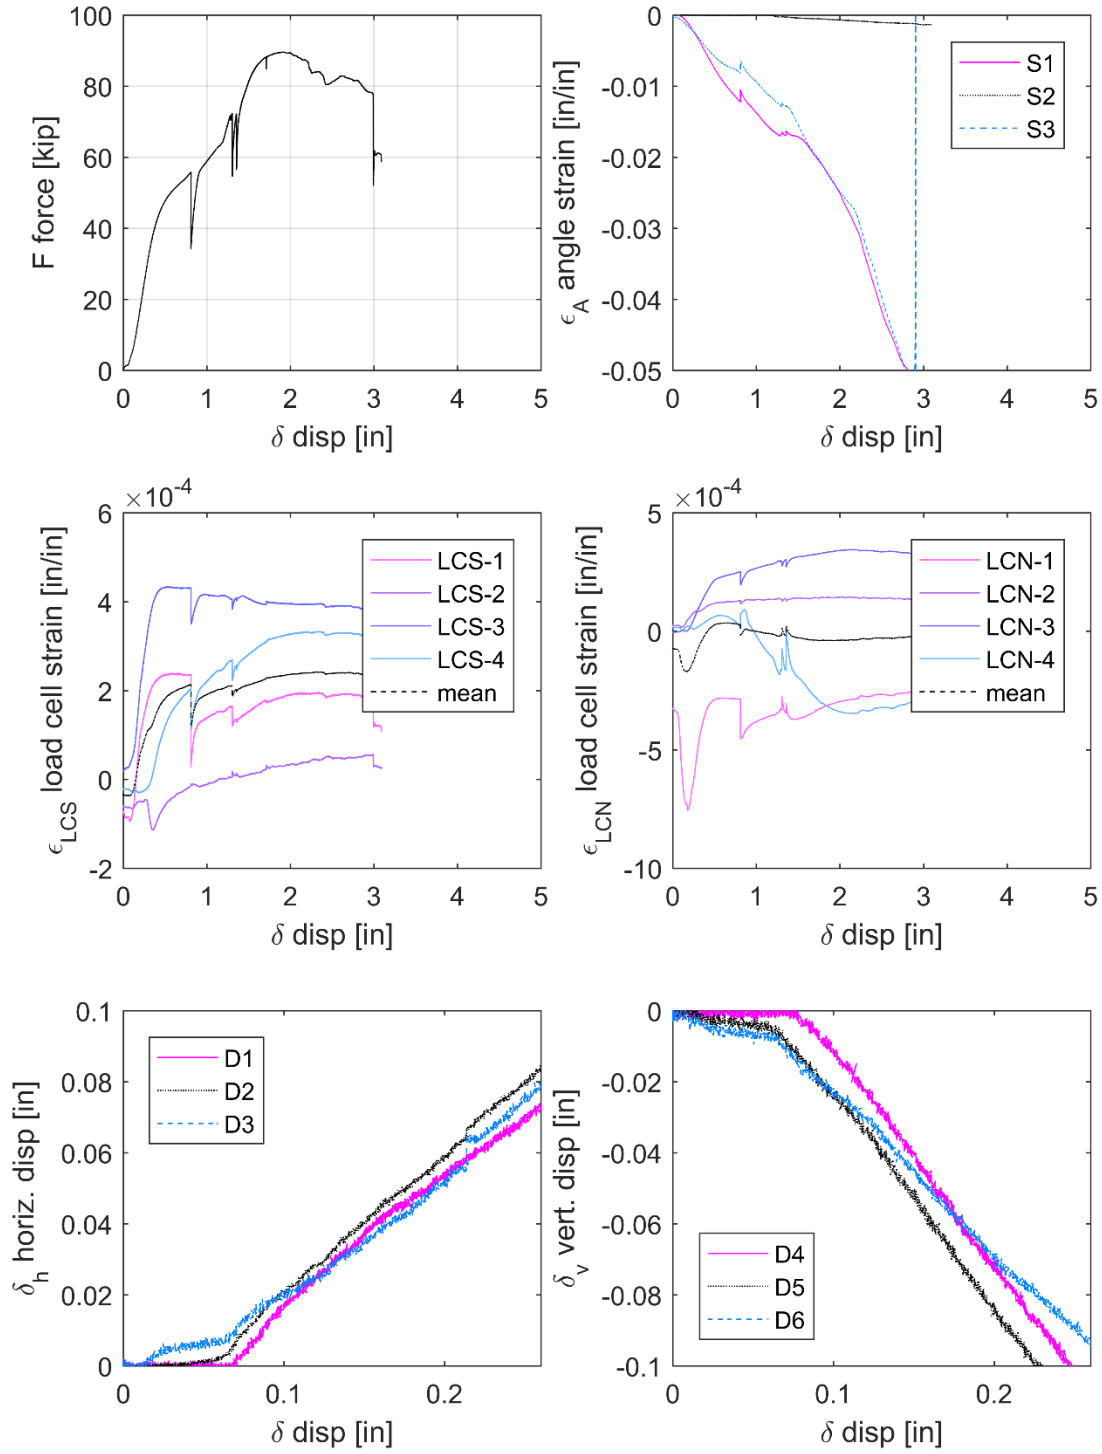 100
80
60
40
20
0
F force [kip]
0 1 2 3 4 5
δ disp [in]
0
-0.01
-0.02
-0.03
-0.04
-0.05
ϵA angle strain [in/in]
S1
S2
S3
0 1 2 3 4 5
δ disp [in]
×10-4
6
4
2
0
-2
ϵLCS load cell strain [in/in]
LCS-1
LCS-2
LCS-3
LCS-4
mean
0 1 2 3 4 5
δ disp [in]
×10-4
5
0
-5
-10
ϵLCN load cell strain [in/in]
LCN-1
LCN-2
LCN-3
LCN-4
mean
0 1 2 3 4 5
δ disp [in]
0.1
0.08
0.06
0.04
0.02
0
δh horiz. disp [in]
D1
D2
D3
0 0.1 0.2
δ disp [in]
0
-0.02
-0.04
-0.06
-0.08
-0.1
δv vert. disp [in]
D4
D5
D6
0 0.1 0.2
δ disp [in]